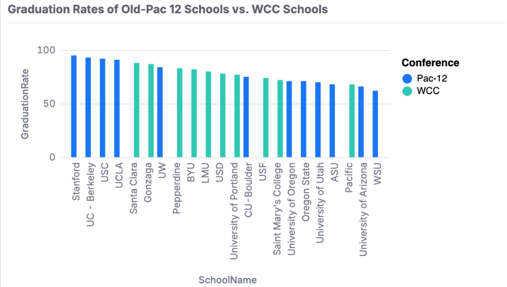 Graduation Rates of Old-Pac 12 Schools vs. WCC Schools
Conference
Pac-12
WCC
GraduationRate
100
50
0
Stanford
UC - Berkeley
USC
UCLA
Santa Clara
Gonzaga
UW
Pepperdine
BYU
LMU
USD
University of Portland
CU-Boulder
USF
Saint Mary's College
University of Oregon
Oregon State
University of Utah
ASU
Pacific
University of Arizona
WSU
SchoolName